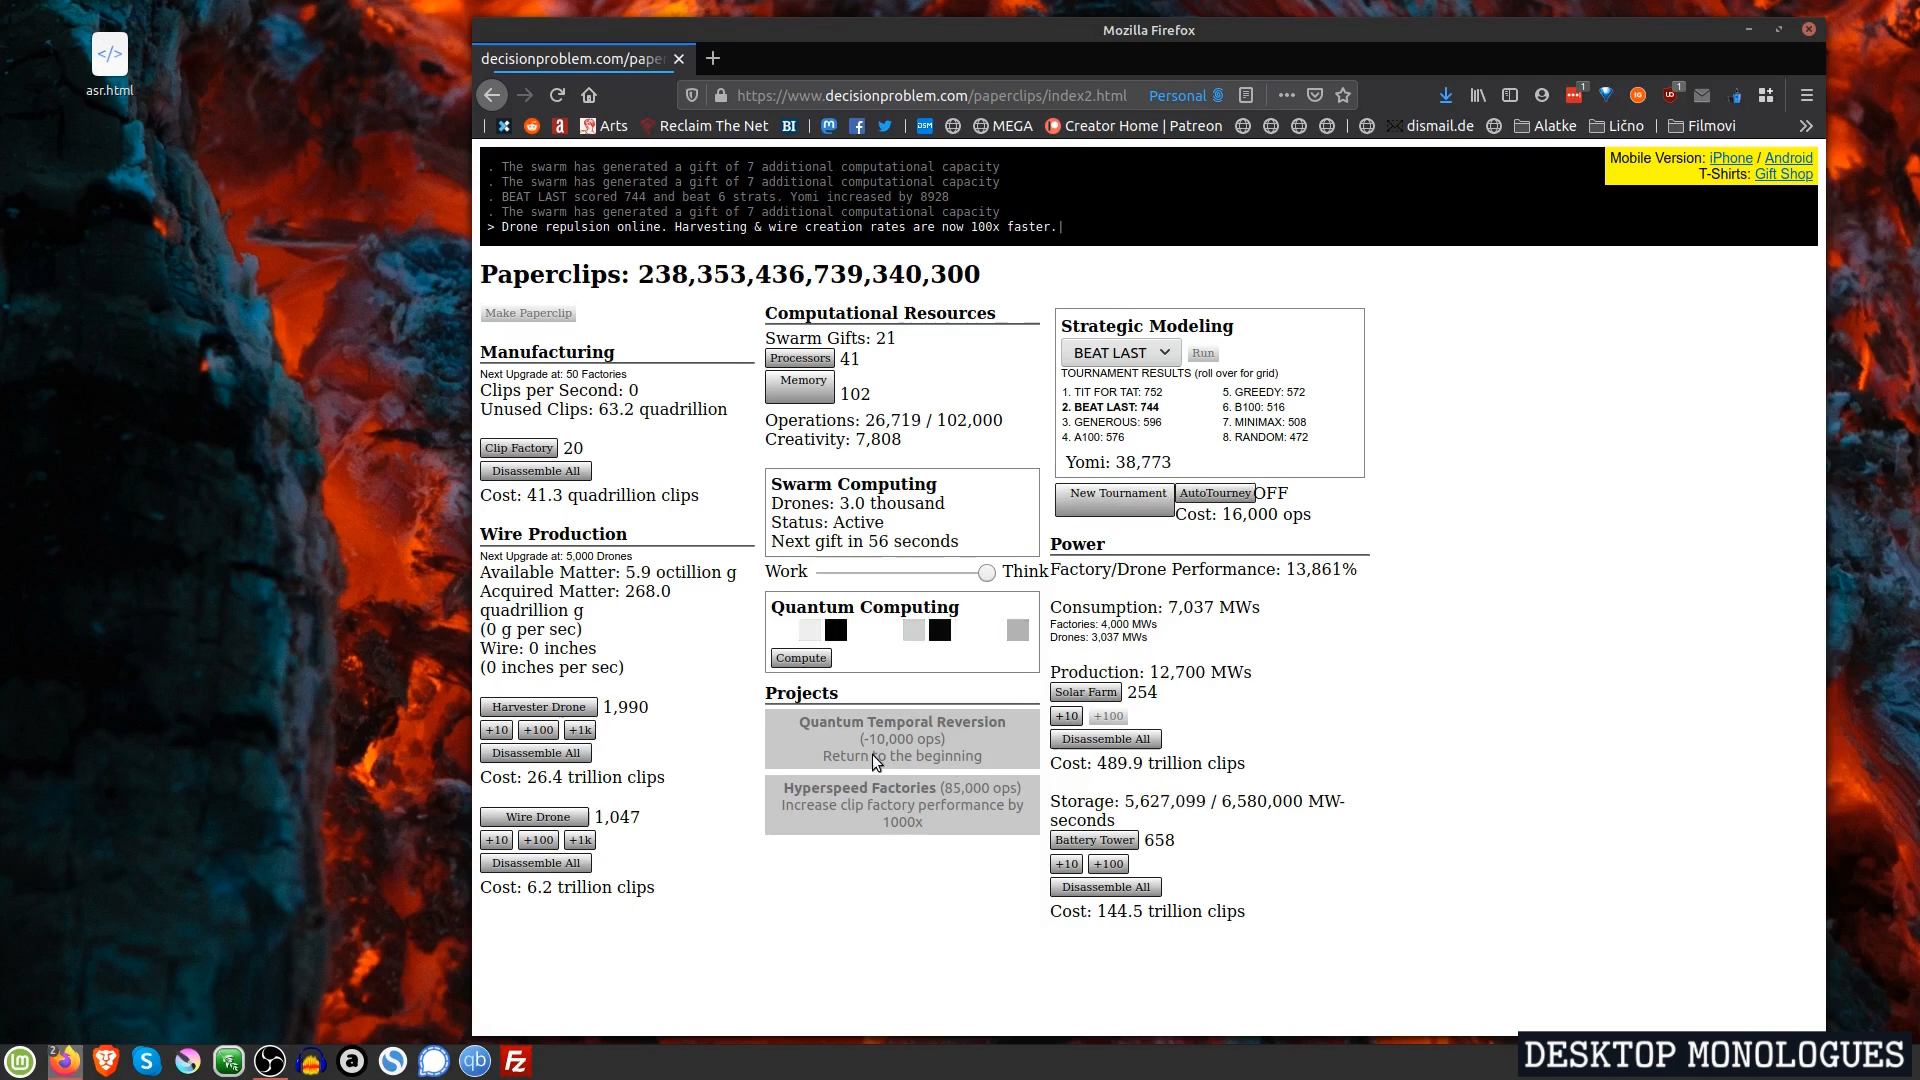 Mozilla Firefox
asr.html
decisionproblem.com/pape
https://www.decisionproblem.com/paperclips/index2.html
Personal
1
1
Arts
Reclaim The Net
BI
MEGA
Creator Home | Patreon
dismail.de
Alatke
Lično
Filmovi
. The swarm has generated a gift of 7 additional computational capacity
. The swarm has generated a gift of 7 additional computational capacity
. BEAT LAST scored 744 and beat 6 strats. Yomi increased by 8928
. The swarm has generated a gift of 7 additional computational capacity
> Drone repulsion online. Harvesting & wire creation rates are now 100x faster.|
Mobile Version: iPhone / Android
T-Shirts: Gift Shop
Paperclips: 238,353,436,739,340,300
Make Paperclip
Manufacturing
Next Upgrade at: 50 Factories
Clips per Second: 0
Unused Clips: 63.2 quadrillion
Clip Factory 20
Disassemble All
Cost: 41.3 quadrillion clips
Wire Production
Next Upgrade at: 5,000 Drones
Available Matter: 5.9 octillion g
Acquired Matter: 268.0
quadrillion g
(0 g per sec)
Wire: 0 inches
(0 inches per sec)
Harvester Drone 1,990
+10 +100 +1k
Disassemble All
Cost: 26.4 trillion clips
Wire Drone 1,047
+10 +100 +1k
Disassemble All
Cost: 6.2 trillion clips
Computational Resources
Swarm Gifts: 21
Processors 41
Memory 102
Operations: 26,719 / 102,000
Creativity: 7,808
Swarm Computing
Drones: 3.0 thousand
Status: Active
Next gift in 56 seconds
Work Think
Quantum Computing
Compute
Projects
Quantum Temporal Reversion
(-10,000 ops)
Return to the beginning
Hyperspeed Factories (85,000 ops)
Increase clip factory performance by
1000x
Strategic Modeling
BEAT LAST Run
TOURNAMENT RESULTS (roll over for grid)
1. TIT FOR TAT: 752
2. BEAT LAST: 744
3. GENEROUS: 596
4. A100: 576
5. GREEDY: 572
6. B100: 516
7. MINIMAX: 508
8. RANDOM: 472
Yomi: 38,773
New Tournament AutoTourney OFF
Cost: 16,000 ops
Power
Factory/Drone Performance: 13,861%
Consumption: 7,037 MWs
Factories: 4,000 MWs
Drones: 3,037 MWs
Production: 12,700 MWs
Solar Farm 254
+10 +100
Disassemble All
Cost: 489.9 trillion clips
Storage: 5,627,099 / 6,580,000 MW-
seconds
Battery Tower 658
+10 +100
Disassemble All
Cost: 144.5 trillion clips
2
DESKTOP MONOLOGUES